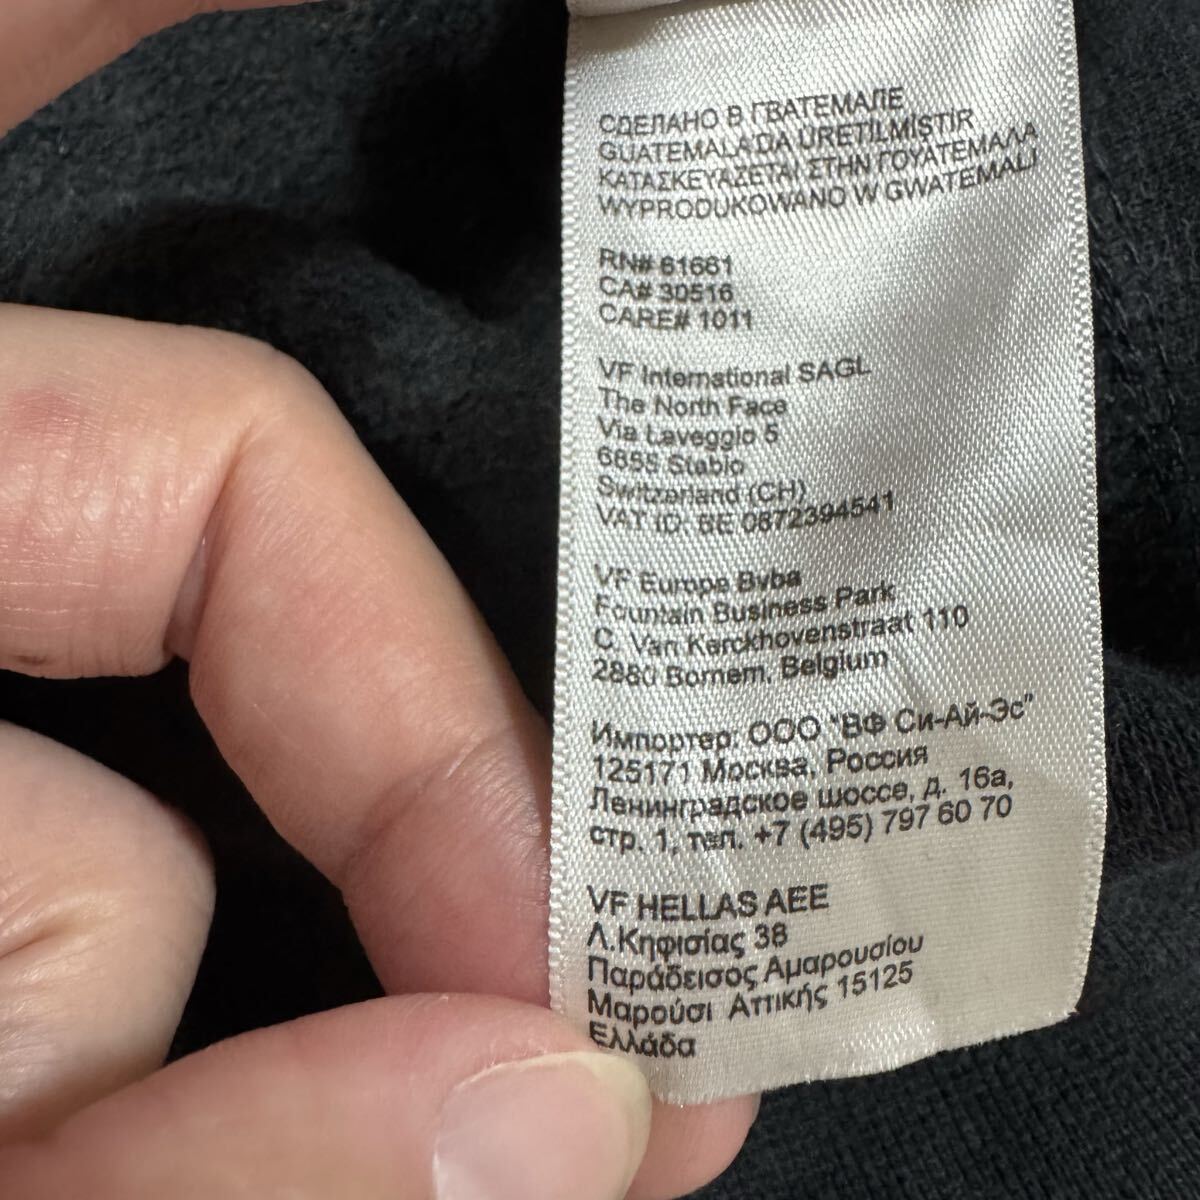 СДЕЛАНО В ГВАТЕМАЛЕ
GUATEMALA DA ÜRETİLMİŞTİR
ΚΑΤΑΣΚΕΥΑΖΕΤΑΙ ΣΤΗΝ ΓΟΥΑΤΕΜΑΛΑ
WYPRODUKOWANO W GWATEMALI
RN# 61661
CA# 30516
CARE# 1011
VF International SAGL
The North Face
Via Laveggio 5
6855 Stabio
Switzerland (CH)
VAT ID: BE 0872394541
VF Europe Bvba
Fountain Business Park
C. Van Kerckhovenstraat 110
2880 Bornem, Belgium
Импортер: ООО "ВФ Си-Ай-Эс"
125171 Москва, Россия
Ленинградское шоссе, д. 16а,
стр. 1, тел. +7 (495) 797 60 70
VF HELLAS AEE
Λ.Κηφισίας 38
Παράδεισος Αμαρουσίου
Μαρούσι Αττικής 15125
Ελλάδα